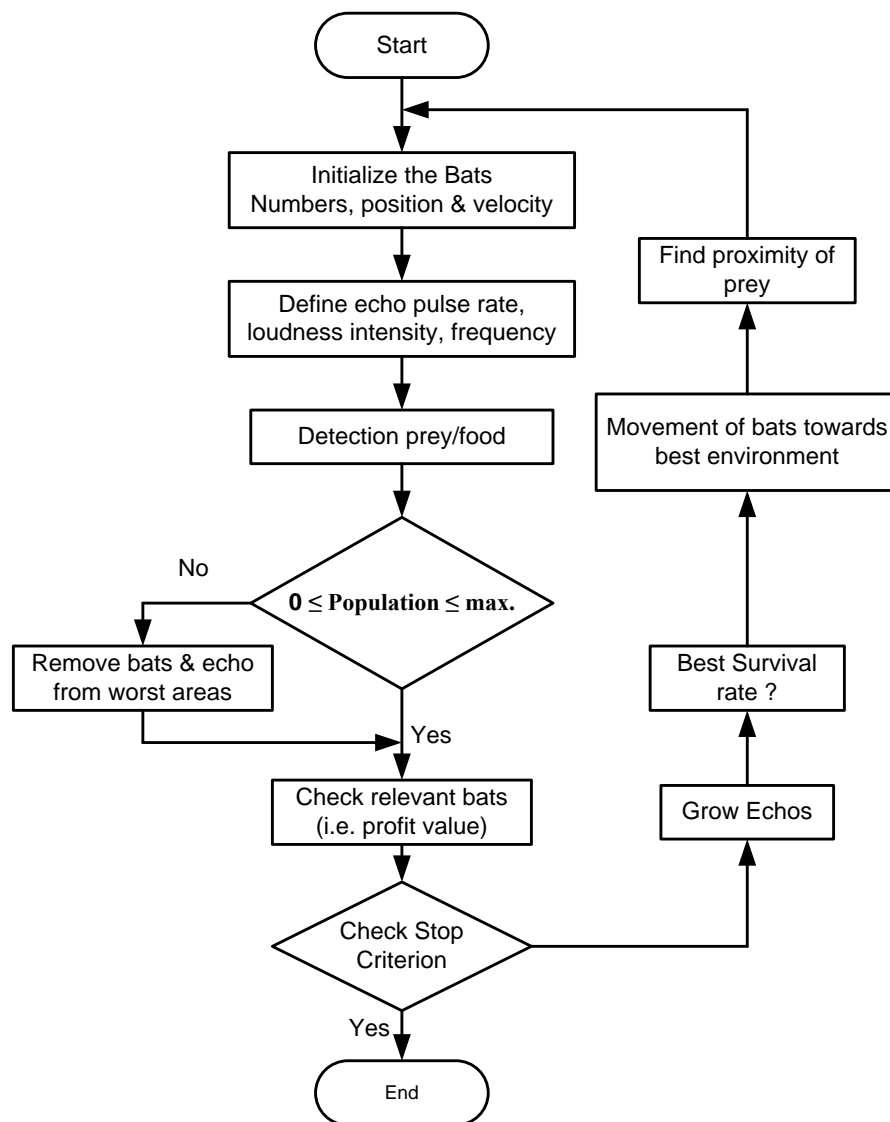 Start
Initialize the Bats
Numbers, position & velocity
Define echo pulse rate,
loudness intensity, frequency
Detection prey/food
0 ≤ Population ≤ max.
No
Remove bats & echo
from worst areas
Yes
Check relevant bats
(i.e. profit value)
Check Stop
Criterion
Yes
End
Grow Echos
Best Survival
rate ?
Movement of bats towards
best environment
Find proximity of
prey